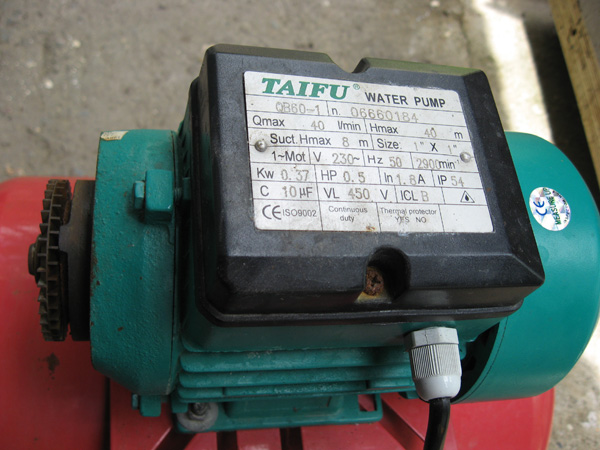 TAIFU® WATER PUMP
QB60-1 n. 06660184
Qmax 40 l/min Hmax 40 m
Suct.Hmax 8 m Size: 1" X 1"
1~Mot V 230~ Hz 50 2900min⁻¹
Kw 0.37 HP 0.5 In 1.8A IP 54
C 10µF VL 450 V ICL B
CE ISO9002 Continuous duty Thermal protector YES NO
CE